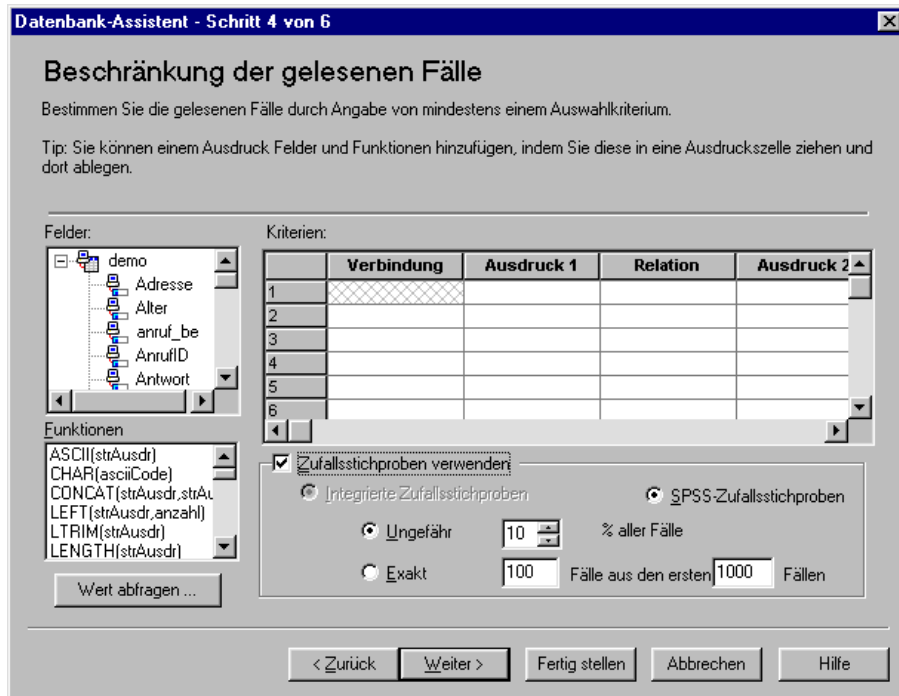 Datenbank-Assistent - Schritt 4 von 6
Beschränkung der gelesenen Fälle
Bestimmen Sie die gelesenen Fälle durch Angabe von mindestens einem Auswahlkriterium.
Tip: Sie können einem Ausdruck Felder und Funktionen hinzufügen, indem Sie diese in eine Ausdruckszelle ziehen und
dort ablegen.
Felder:
demo
Adresse
Alter
anruf_be
AnrufID
Antwort
Kriterien:
Verbindung Ausdruck 1 Relation Ausdruck 2
1
2
3
4
5
6
Funktionen
ASCII(strAusdr)
CHAR(asciiCode)
CONCAT(strAusdr,strAu
LEFT(strAusdr,anzahl)
LTRIM(strAusdr)
LENGTH(strAusdr)
Wert abfragen ...
Zufallsstichproben verwenden
Integrierte Zufallsstichproben SPSS-Zufallsstichproben
Ungefähr 10 % aller Fälle
Exakt 100 Fälle aus den ersten 1000 Fällen
< Zurück Weiter > Fertig stellen Abbrechen Hilfe